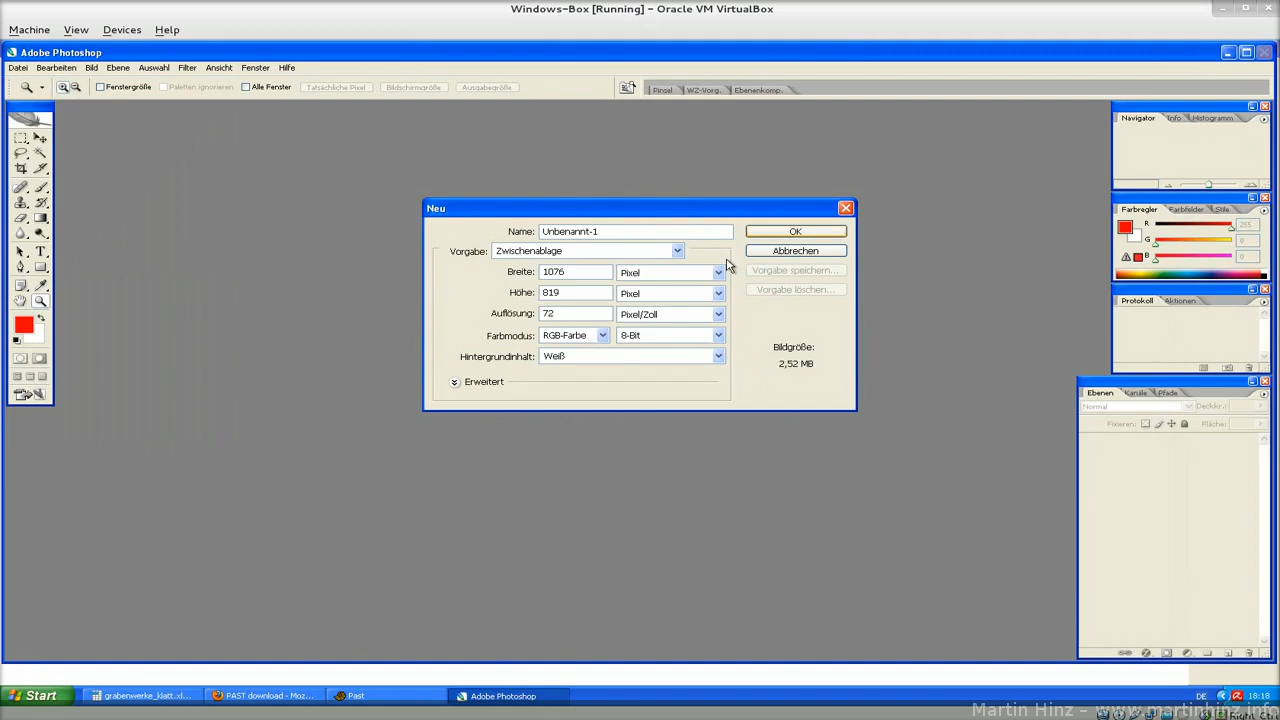 Windows-Box [Running] - Oracle VM VirtualBox
Machine View Devices Help
Adobe Photoshop
Datei Bearbeiten Bild Ebene Auswahl Filter Ansicht Fenster Hilfe
Fenstergröße Paletten ignorieren Alle Fenster Tatsächliche Pixel Bildschirmgröße Ausgabegröße Pinsel WZ-Vorg. Ebenenkomp.
Navigator Info Histogramm
Neu
Name: Unbenannt-1 OK
Vorgabe: Zwischenablage Abbrechen
Breite: 1076 Pixel Vorgabe speichern...
Höhe: 819 Pixel Vorgabe löschen...
Auflösung: 72 Pixel/Zoll
Farbmodus: RGB-Farbe 8-Bit
Hintergrundinhalt: Weiß
Bildgröße:
2,52 MB
Erweitert
Farbregler Farbfelder Stile
R 255
G 0
B 0
Protokoll Aktionen
Ebenen Kanäle Pfade
Normal Deckkr.:
Fixieren: Fläche:
Start grabenwerke_klatt.xl... PAST download - Moz... Past Adobe Photoshop DE 18:18
Martin Hinz - www.martinhinz.info